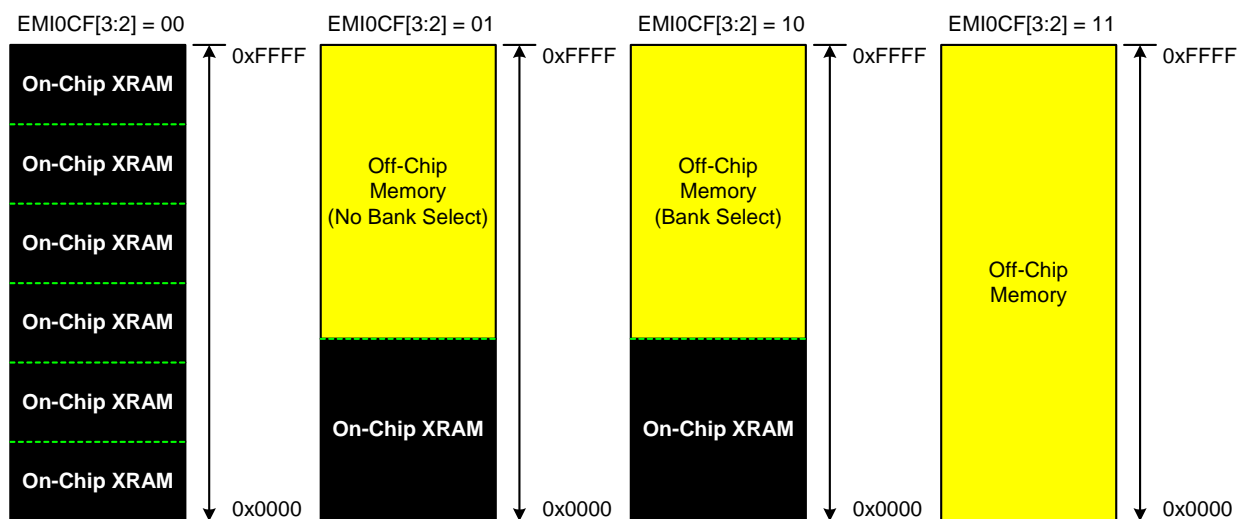 EMI0CF[3:2] = 00
0xFFFF
On-Chip XRAM
On-Chip XRAM
On-Chip XRAM
On-Chip XRAM
On-Chip XRAM
On-Chip XRAM
0x0000
EMI0CF[3:2] = 01
0xFFFF
Off-Chip
Memory
(No Bank Select)
On-Chip XRAM
0x0000
EMI0CF[3:2] = 10
0xFFFF
Off-Chip
Memory
(Bank Select)
On-Chip XRAM
0x0000
EMI0CF[3:2] = 11
0xFFFF
Off-Chip
Memory
0x0000